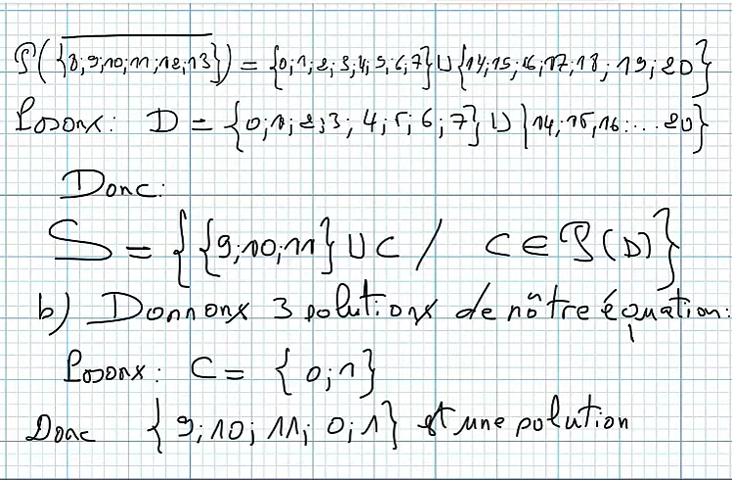 P({8;9;10;11;12;13}) = {0;1;2;3;4;5;6;7} ∪ {14;15;16;17;18;19;20}
Posons: D = {0;1;2;3;4;5;6;7} ∪ {14,15,16:...20}
Donc:
S = {{9;10;11} ∪ C / C ∈ P(D)}
b) Donnons 3 solutions de nôtre équation:
Posons: C = {0;1}
Donc {9;10;11;0;1} est une solution